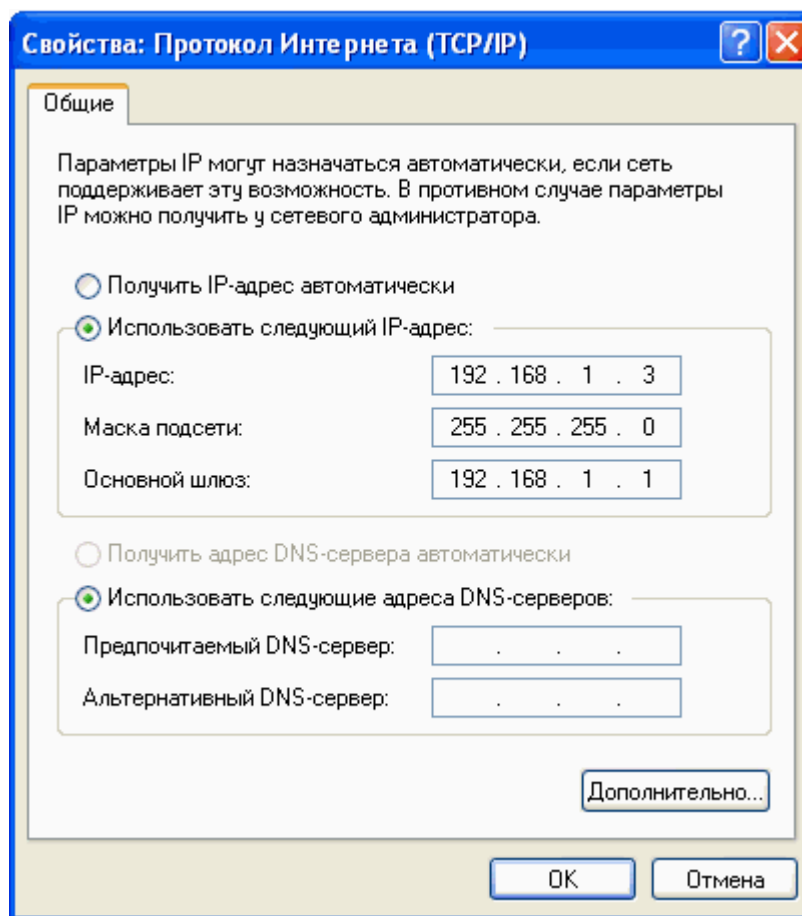 Свойства: Протокол Интернета (TCP/IP)
Общие
Параметры IP могут назначаться автоматически, если сеть
поддерживает эту возможность. В противном случае параметры
IP можно получить у сетевого администратора.
Получить IP-адрес автоматически
Использовать следующий IP-адрес:
IP-адрес: 192 . 168 . 1 . 3
Маска подсети: 255 . 255 . 255 . 0
Основной шлюз: 192 . 168 . 1 . 1
Получить адрес DNS-сервера автоматически
Использовать следующие адреса DNS-серверов:
Предпочитаемый DNS-сервер: . . .
Альтернативный DNS-сервер: . . .
Дополнительно...
OK Отмена